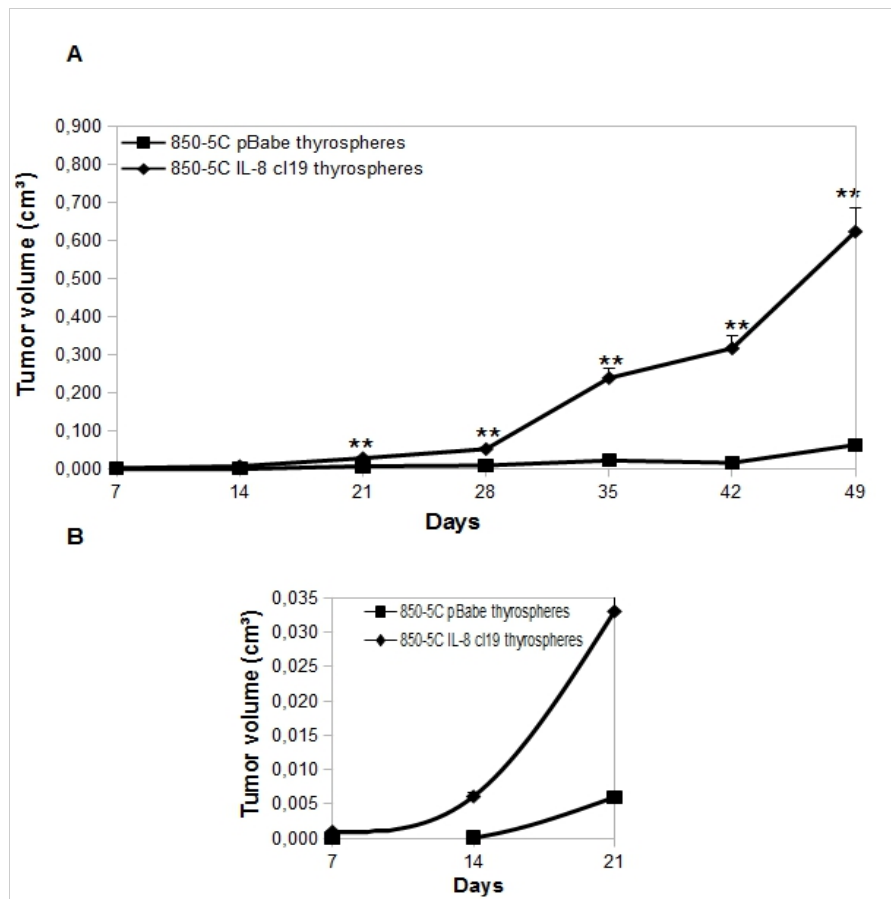 A
850-5C pBabe thyrospheres
850-5C IL-8 cl19 thyrospheres
Tumor volume (cm³)
0,900
0,800
0,700
0,600
0,500
0,400
0,300
0,200
0,100
0,000
**
**
**
**
**
7 14 21 28 35 42 49
Days
B
850-5C pBabe thyrospheres
850-5C IL-8 cl19 thyrospheres
Tumor volume (cm³)
0,035
0,030
0,025
0,020
0,015
0,010
0,005
0,000
7 14 21
Days